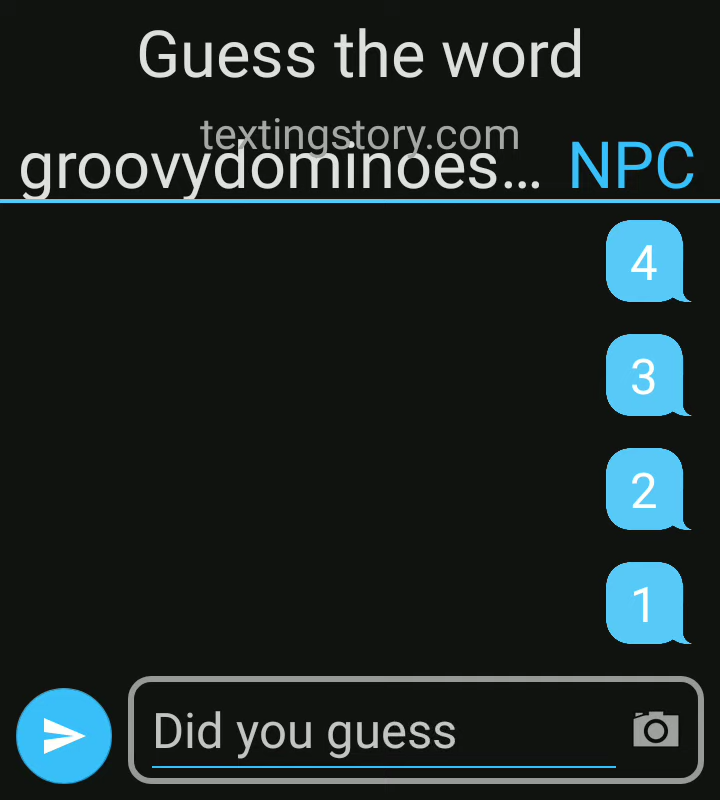 Guess the word
textingstory.com
groovydominoes... NPC
4
3
2
1
Did you guess